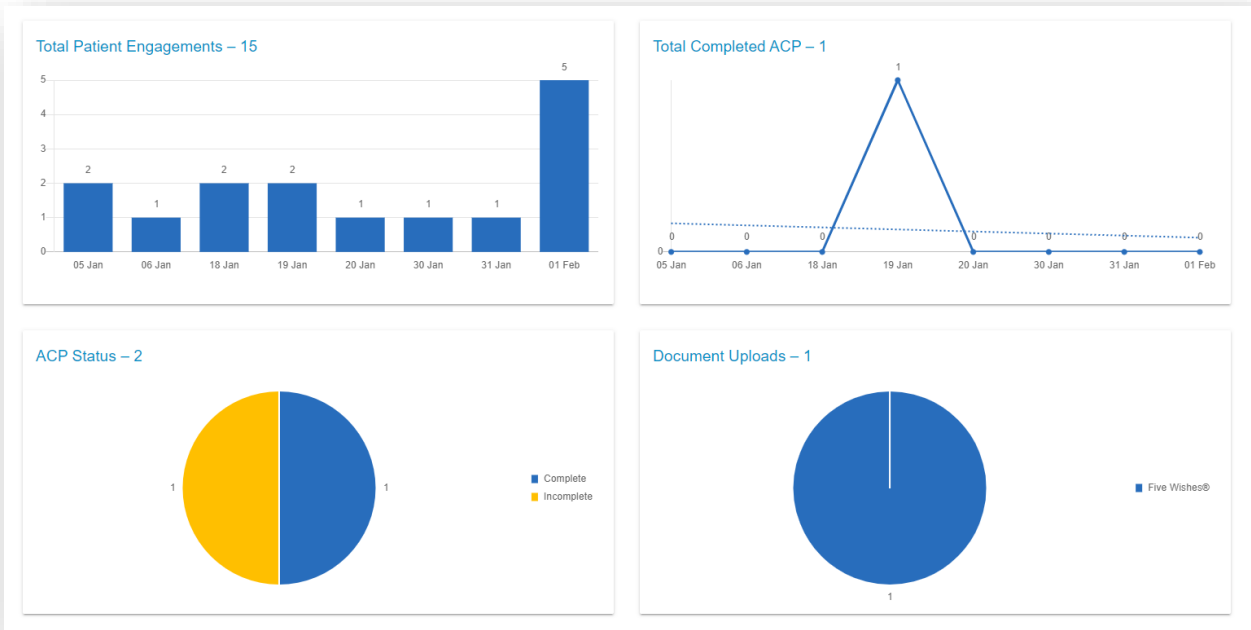 Total Patient Engagements – 15
5
5
4
3
2
2
2
2
1
1
1
1
1
0
05 Jan
06 Jan
18 Jan
19 Jan
20 Jan
30 Jan
31 Jan
01 Feb
Total Completed ACP – 1
1
0
0
0
0
0
0
0
0
05 Jan
06 Jan
18 Jan
19 Jan
20 Jan
30 Jan
31 Jan
01 Feb
ACP Status – 2
1
1
Complete
Incomplete
Document Uploads – 1
Five Wishes®
1